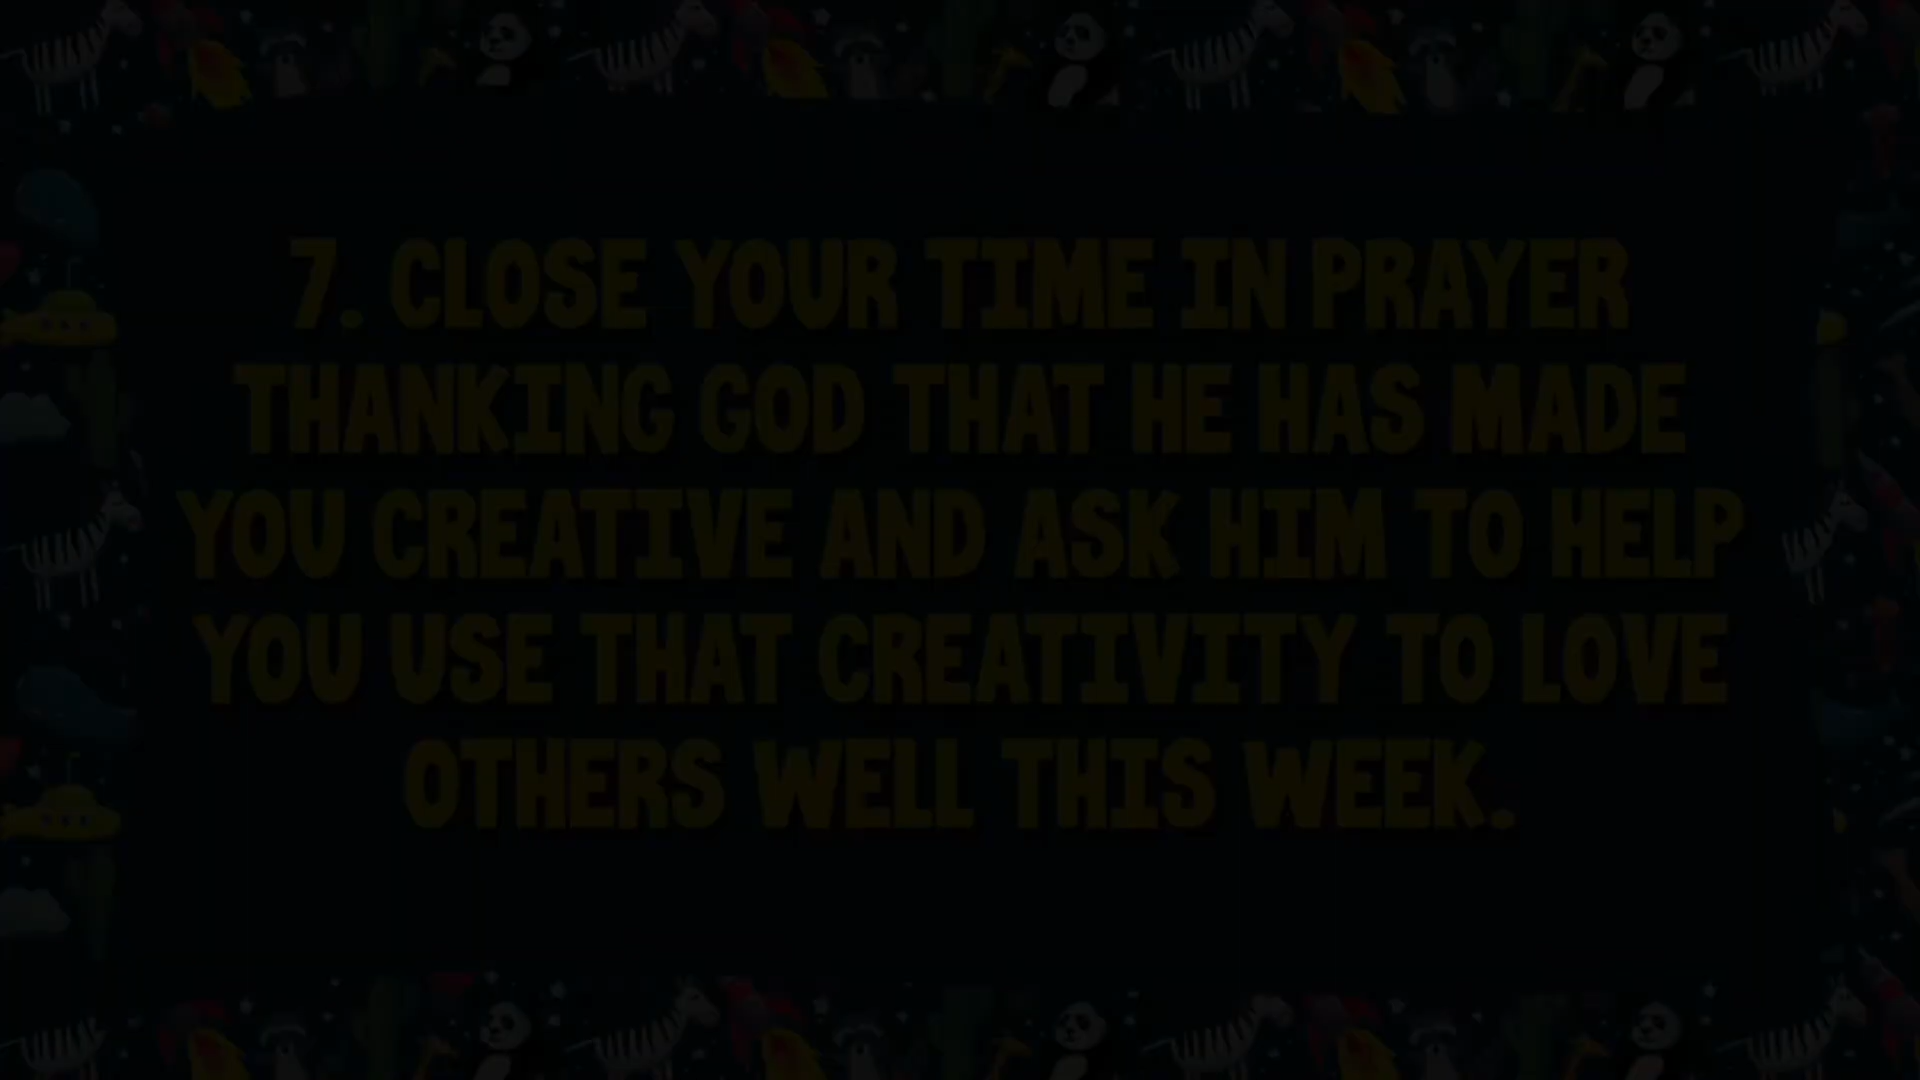 7. CLOSE YOUR TIME IN PRAYER
THANKING GOD THAT HE HAS MADE
YOU CREATIVE AND ASK HIM TO HELP
YOU USE THAT CREATIVITY TO LOVE
OTHERS WELL THIS WEEK.